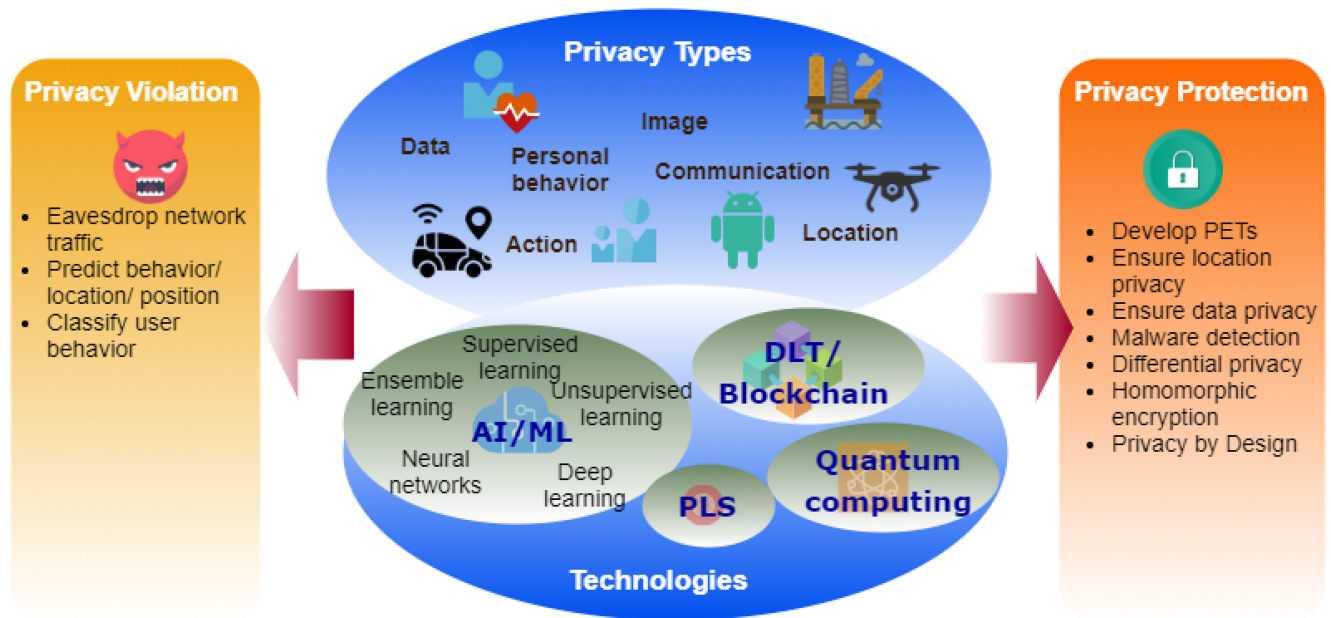 Privacy Violation
• Eavesdrop network
traffic
• Predict behavior/
location/ position
• Classify user
behavior
Privacy Types
Data
Personal
behavior
Image
Communication
Action
Location
Supervised
learning
Ensemble
learning
Unsupervised
learning
AI/ML
Neural
networks
Deep
learning
DLT/
Blockchain
PLS
Quantum
computing
Technologies
Privacy Protection
• Develop PETs
• Ensure location
privacy
• Ensure data privacy
• Malware detection
• Differential privacy
• Homomorphic
encryption
• Privacy by Design